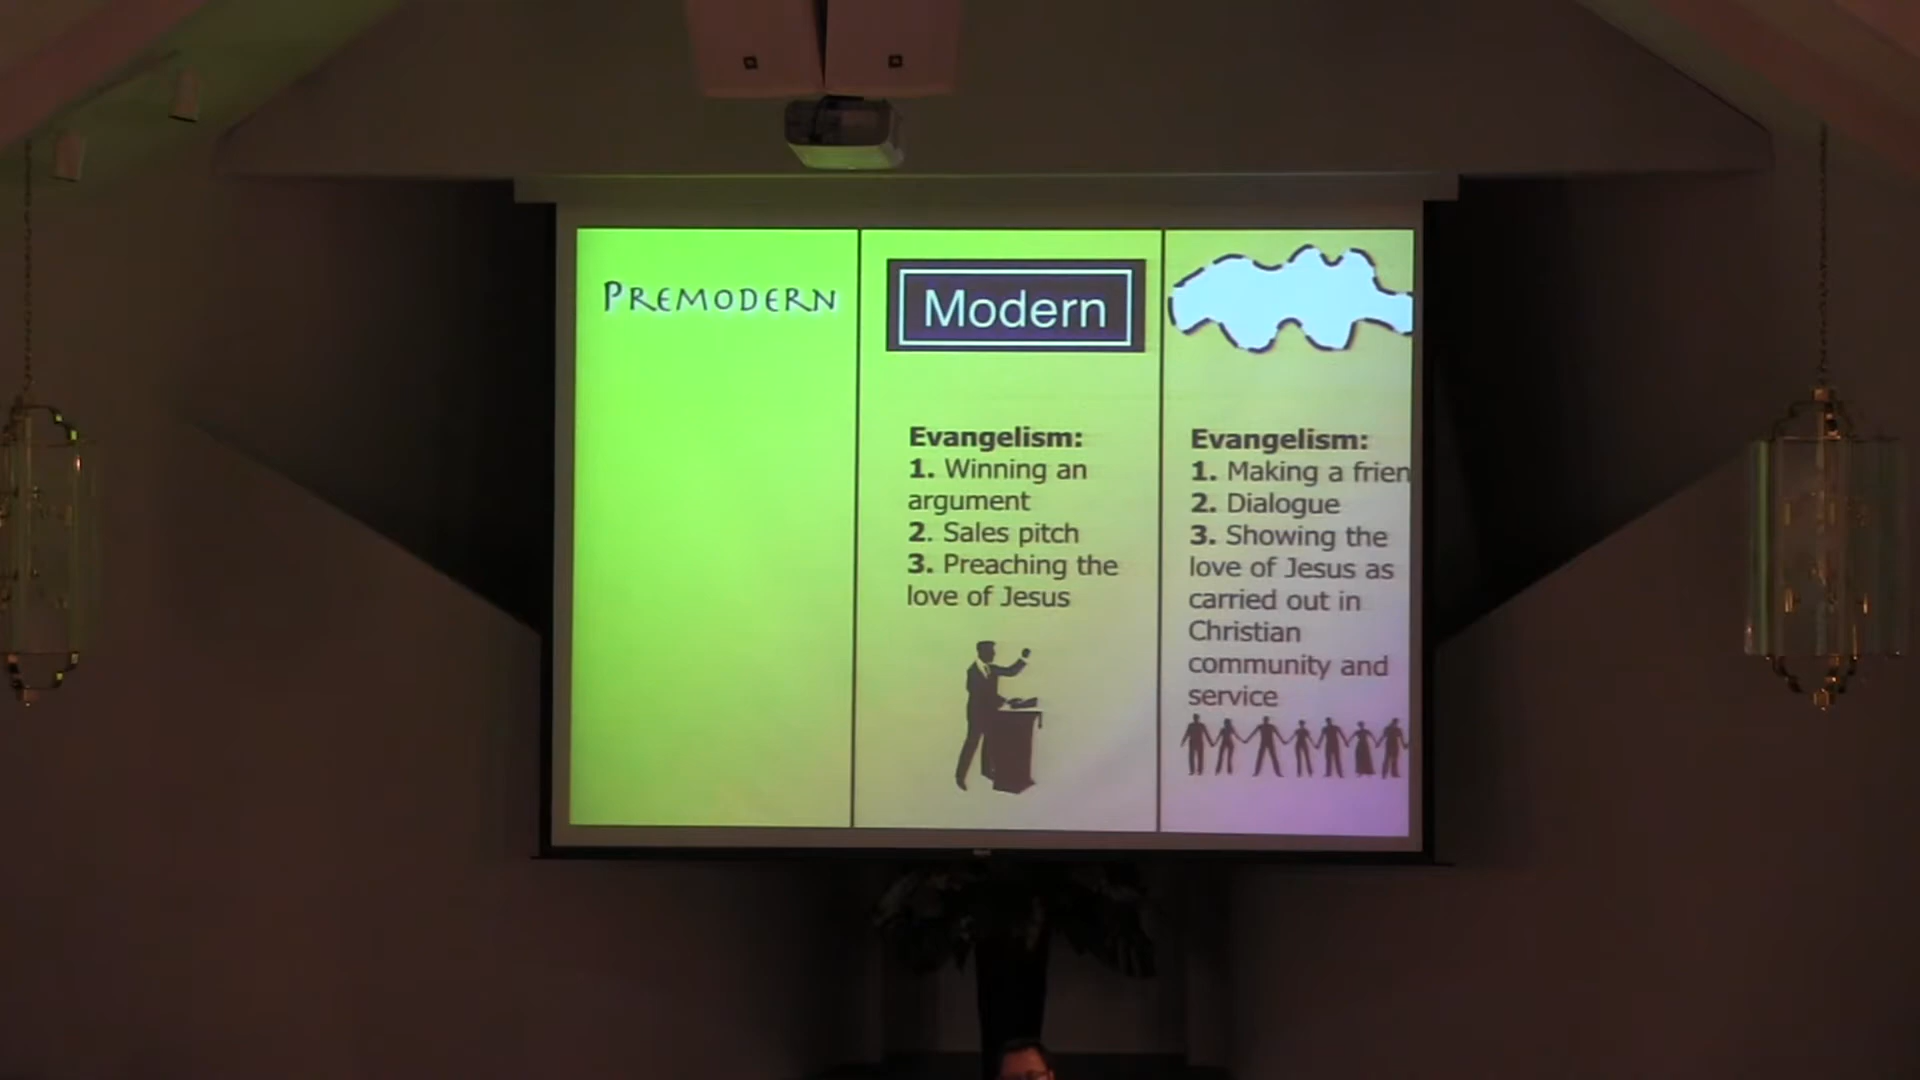 PREMODERN
Modern
Evangelism:
1. Winning an
argument
2. Sales pitch
3. Preaching the
love of Jesus
Evangelism:
1. Making a frien
2. Dialogue
3. Showing the
love of Jesus as
carried out in
Christian
community and
service